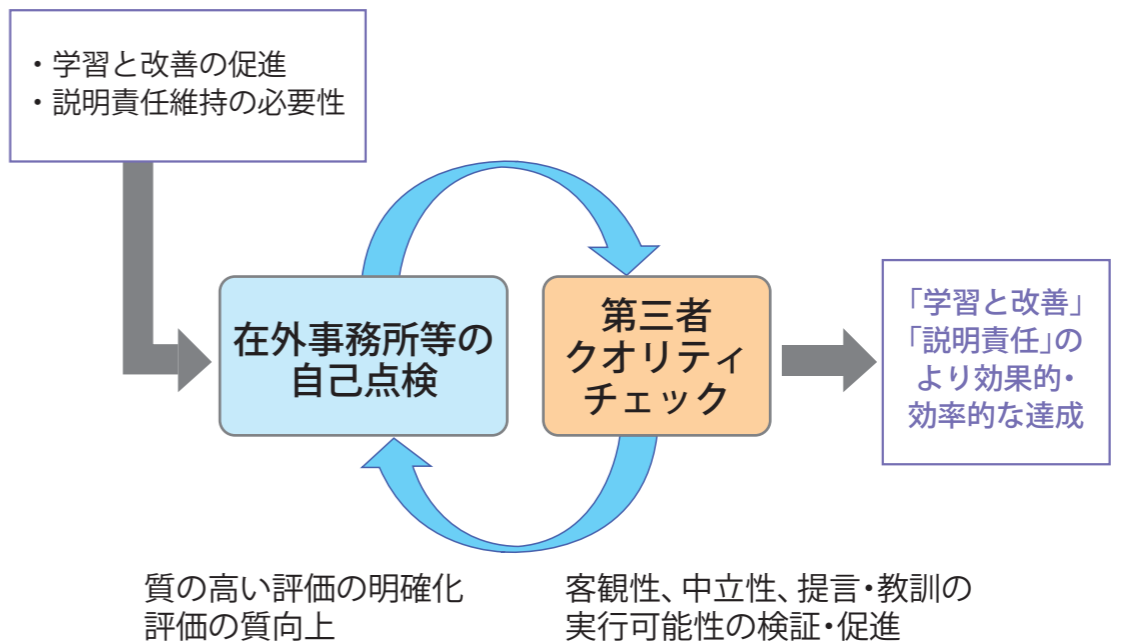 ・学習と改善の促進
・説明責任維持の必要性
在外事務所等の
自己点検
第三者
クオリティ
チェック
「学習と改善」
「説明責任」の
より効果的・
効率的な達成
質の高い評価の明確化
評価の質向上
客観性、中立性、提言・教訓の
実行可能性の検証・促進